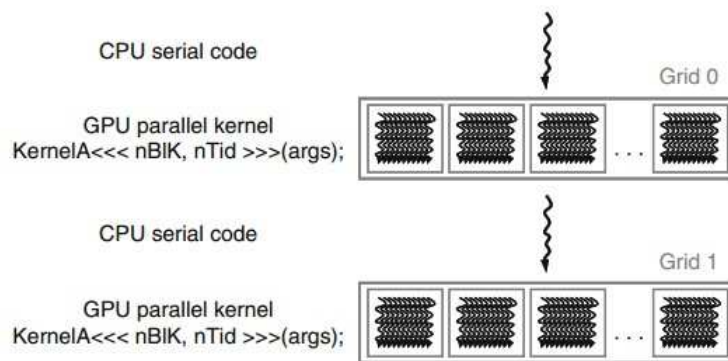 CPU serial code
Grid 0
GPU parallel kernel
KernelA<<< nBlK, nTid >>>(args);
. . .
CPU serial code
Grid 1
GPU parallel kernel
KernelA<<< nBlK, nTid >>>(args);
. . .